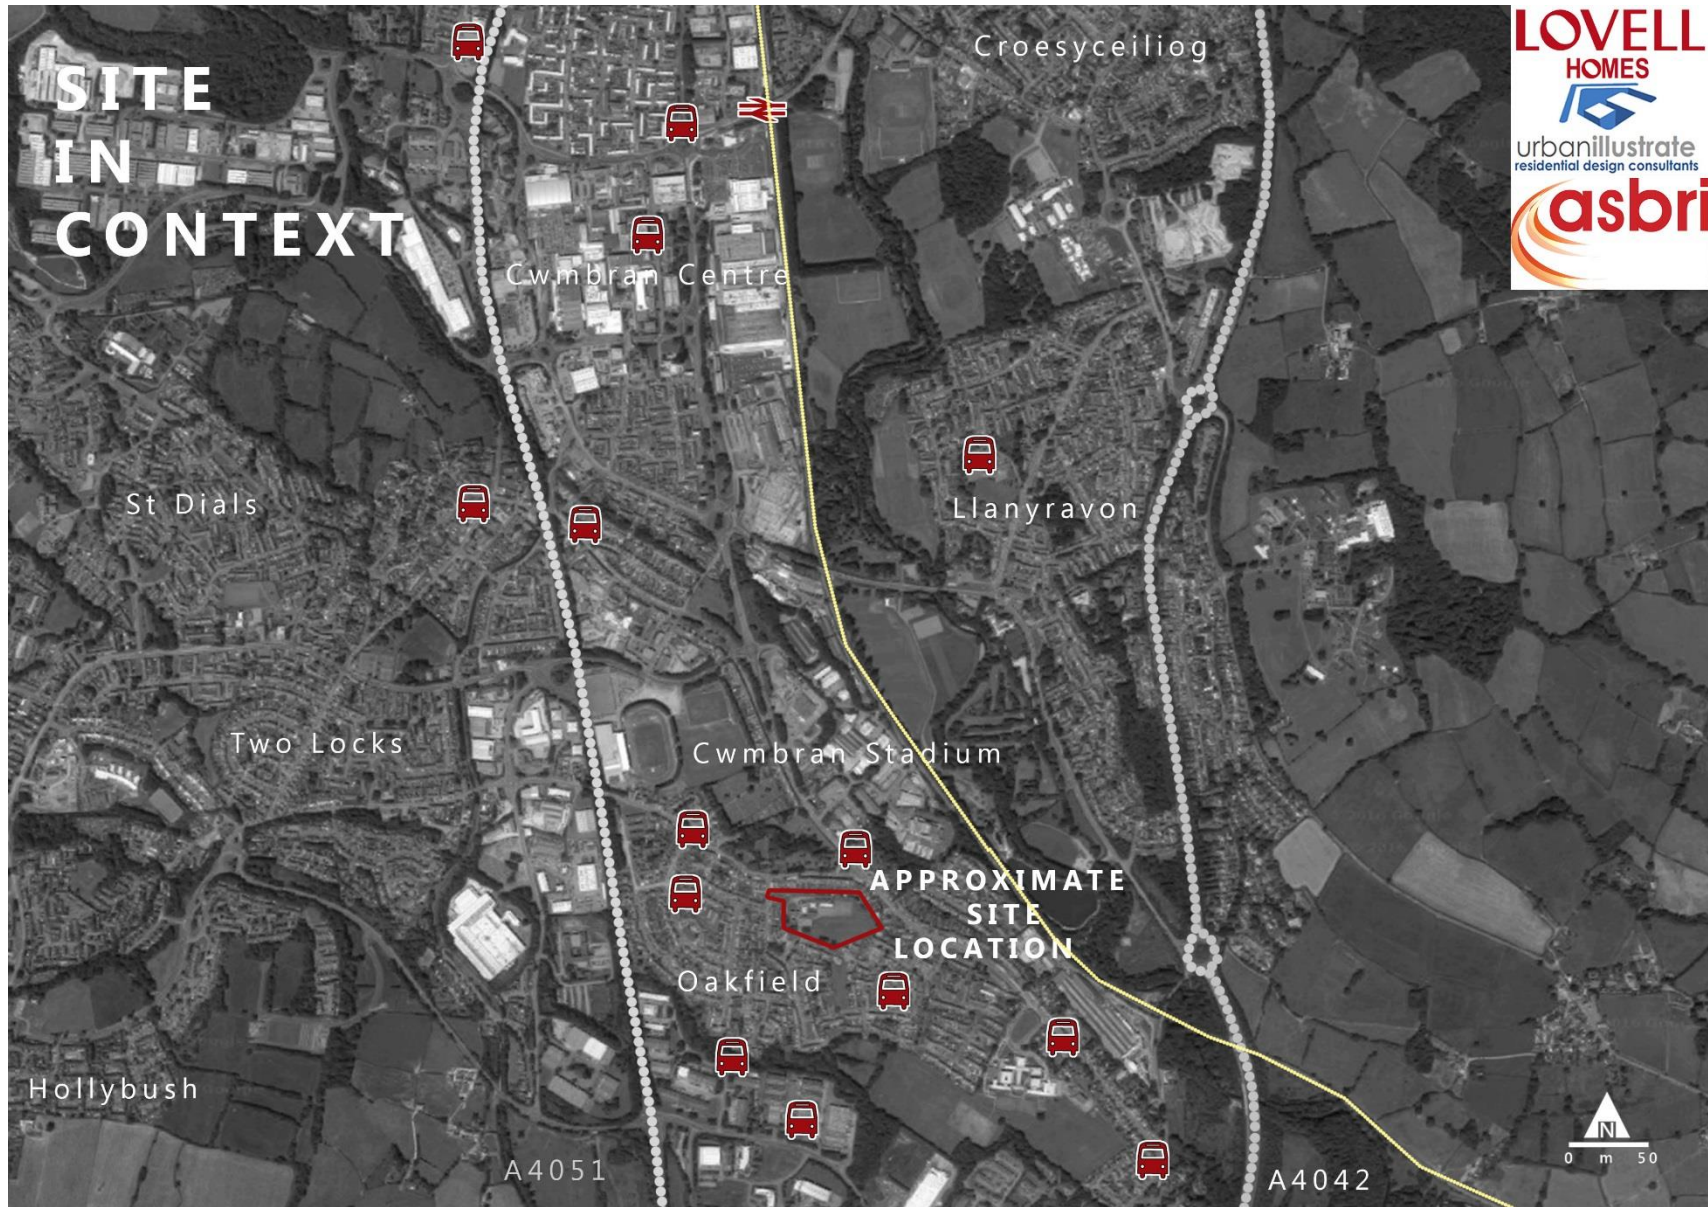 SITE
IN
CONTEXT
Croesyceiliog
LOVELL
HOMES
urbanillustrate
residential design consultants
asbri
Cwmbran Centre
St Dials
Llanyravon
Two Locks
Cwmbran Stadium
APPROXIMATE
SITE
LOCATION
Oakfield
Hollybush
A4051
A4042
N
0 m 50